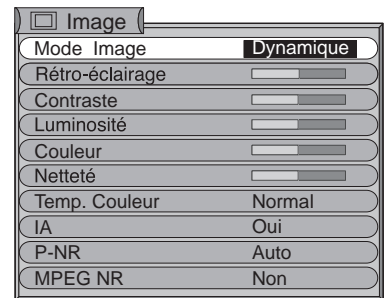 Image
Mode Image Dynamique
Rétro-éclairage
Contraste
Luminosité
Couleur
Netteté
Temp. Couleur Normal
IA Oui
P-NR Auto
MPEG NR Non